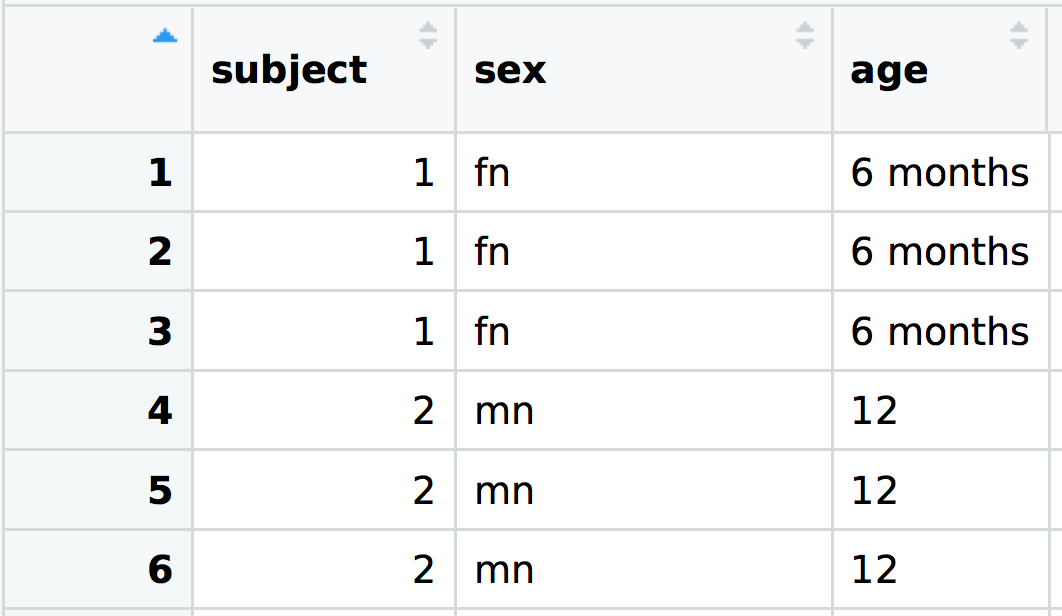 subject sex age
1 1 fn 6 months
2 1 fn 6 months
3 1 fn 6 months
4 2 mn 12
5 2 mn 12
6 2 mn 12